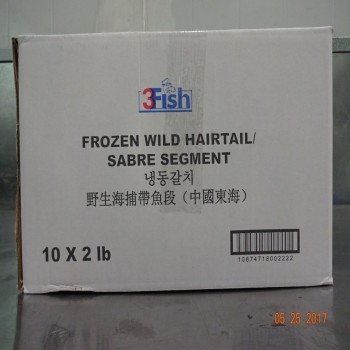 3Fish
FROZEN WILD HAIRTAIL/
SABRE SEGMENT
냉동갈치
野生海捕帶魚段（中國東海）
10 X 2 lb
10874718002222
05 25 2017